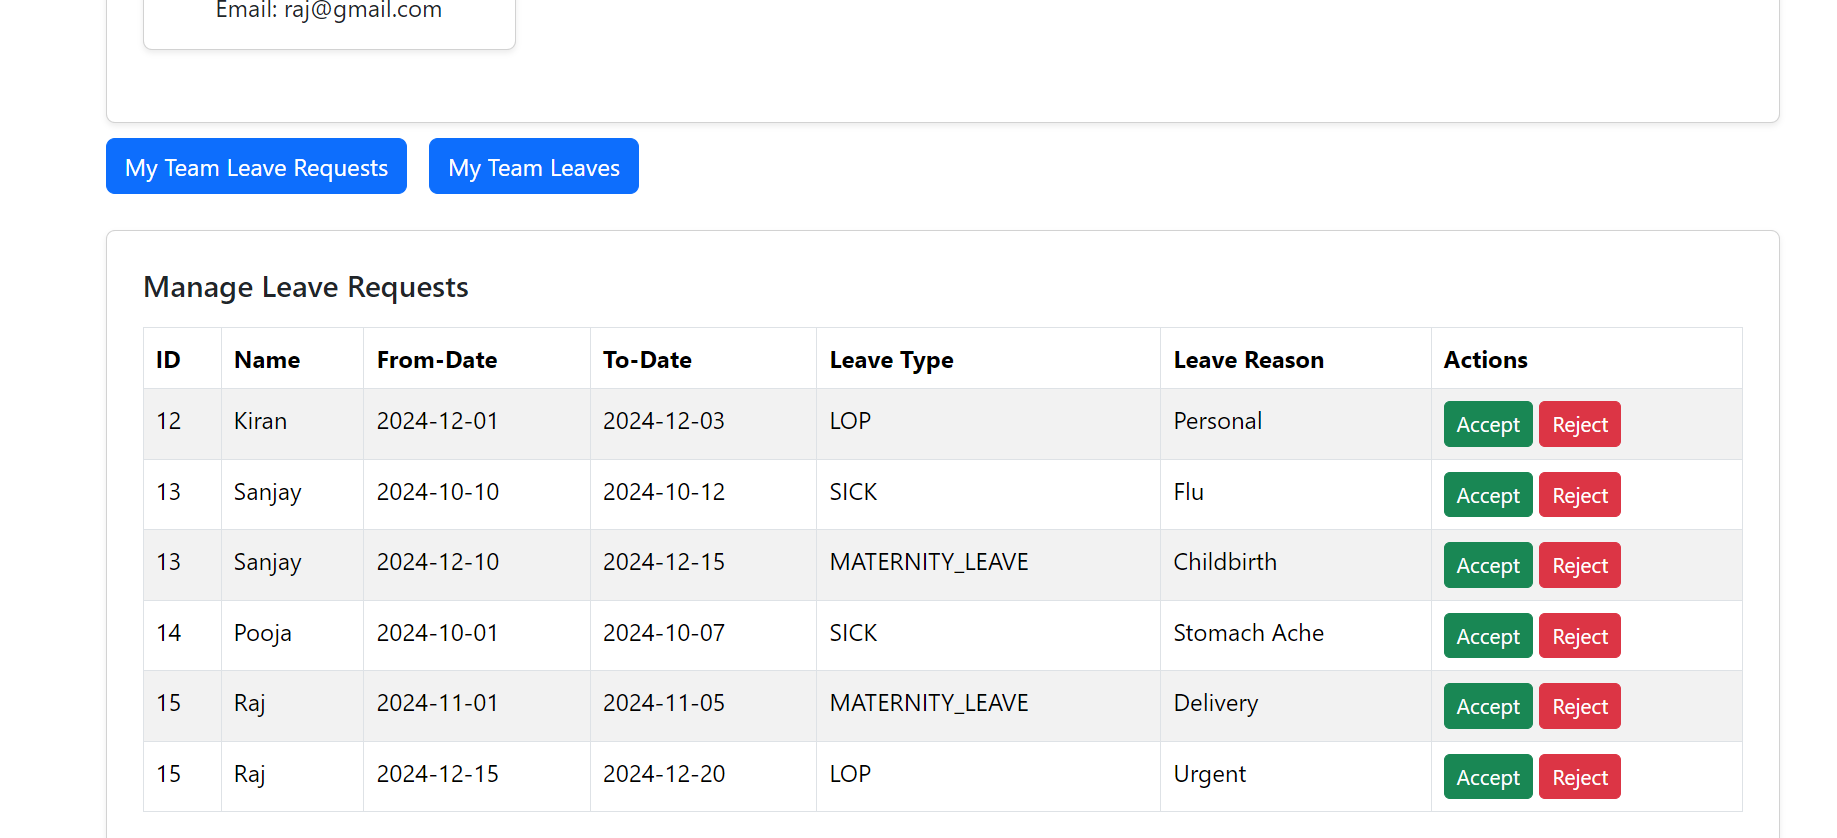 Email: raj@gmail.com
My Team Leave Requests My Team Leaves
Manage Leave Requests
ID Name From-Date To-Date Leave Type Leave Reason Actions
12 Kiran 2024-12-01 2024-12-03 LOP Personal Accept Reject
13 Sanjay 2024-10-10 2024-10-12 SICK Flu Accept Reject
13 Sanjay 2024-12-10 2024-12-15 MATERNITY_LEAVE Childbirth Accept Reject
14 Pooja 2024-10-01 2024-10-07 SICK Stomach Ache Accept Reject
15 Raj 2024-11-01 2024-11-05 MATERNITY_LEAVE Delivery Accept Reject
15 Raj 2024-12-15 2024-12-20 LOP Urgent Accept Reject